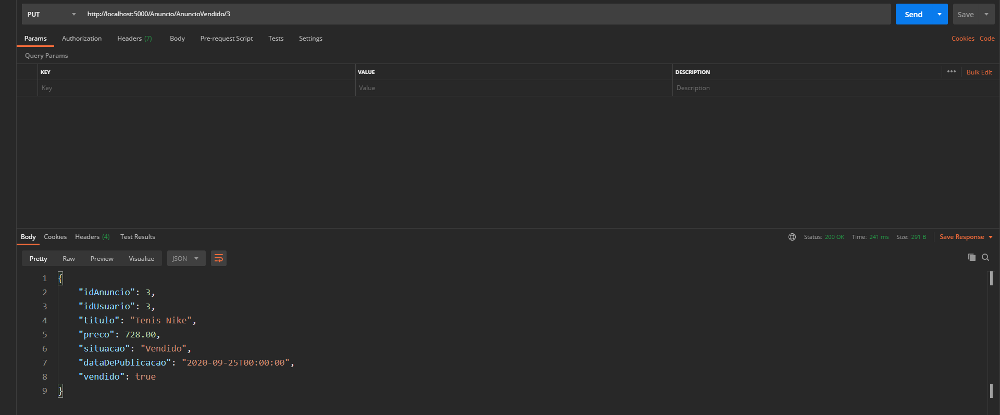 PUT http://localhost:5000/Anuncio/AnuncioVendido/3 Send Save
Params Authorization Headers (7) Body Pre-request Script Tests Settings Cookies Code
Query Params
KEY VALUE DESCRIPTION ••• Bulk Edit
Key Value Description
Body Cookies Headers (4) Test Results Status: 200 OK Time: 241 ms Size: 291 B Save Response
Pretty Raw Preview Visualize JSON
1 {
2 "idAnuncio": 3,
3 "idUsuario": 3,
4 "titulo": "Tenis Nike",
5 "preco": 728.00,
6 "situacao": "Vendido",
7 "dataDePublicacao": "2020-09-25T00:00:00",
8 "vendido": true
9 }